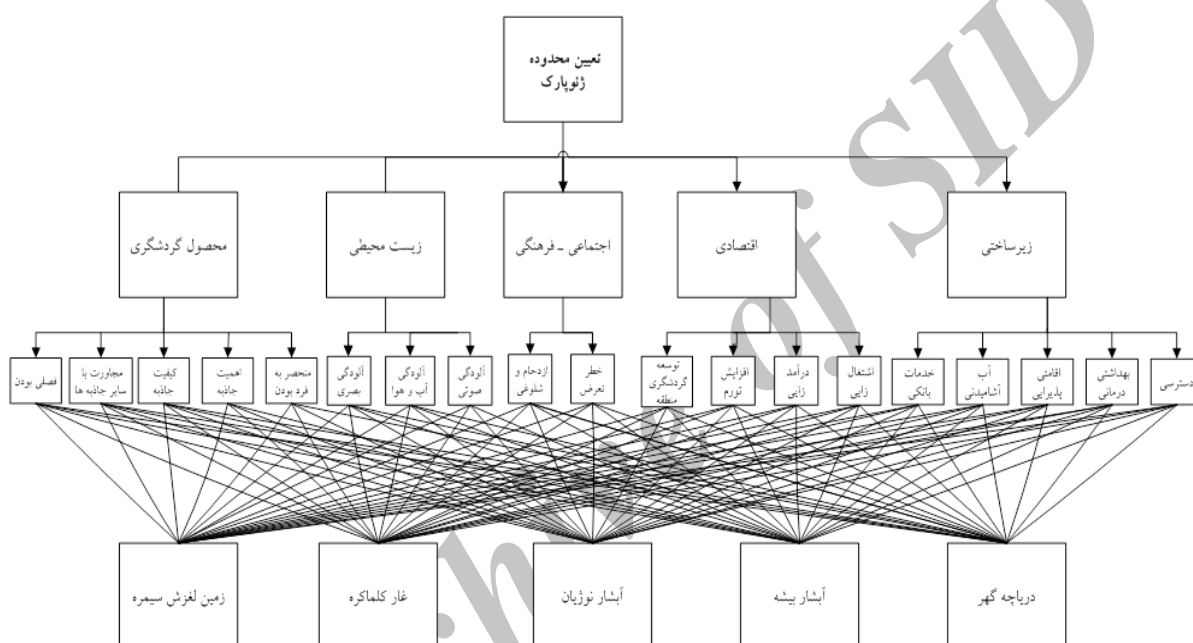 تعیین محدوده
ژئوپارک
زیرساختی
اقتصادی
اجتماعی - فرهنگی
زیست محیطی
محصول گردشگری
دسترسی
بهداشتی
درمانی
اقامتی
پذیرایی
آب
آشامیدنی
خدمات
بانکی
اشتغال
زایی
درآمد
زایی
افزایش
تورم
توسعه
گردشگری
منطقه
خطر
تعرض
ازدحام و
شلوغی
آلودگی
صوتی
آلودگی
آب و هوا
آلودگی
بصری
منحصر به
فرد بودن
اهمیت
جاذبه
کیفیت
جاذبه
مجاورت با
سایر جاذبه ها
فصلی بودن
دریاچه گهر
آبشار بیشه
آبشار نوژیان
غار کلماکره
زمین لغزش سیمره
of SID